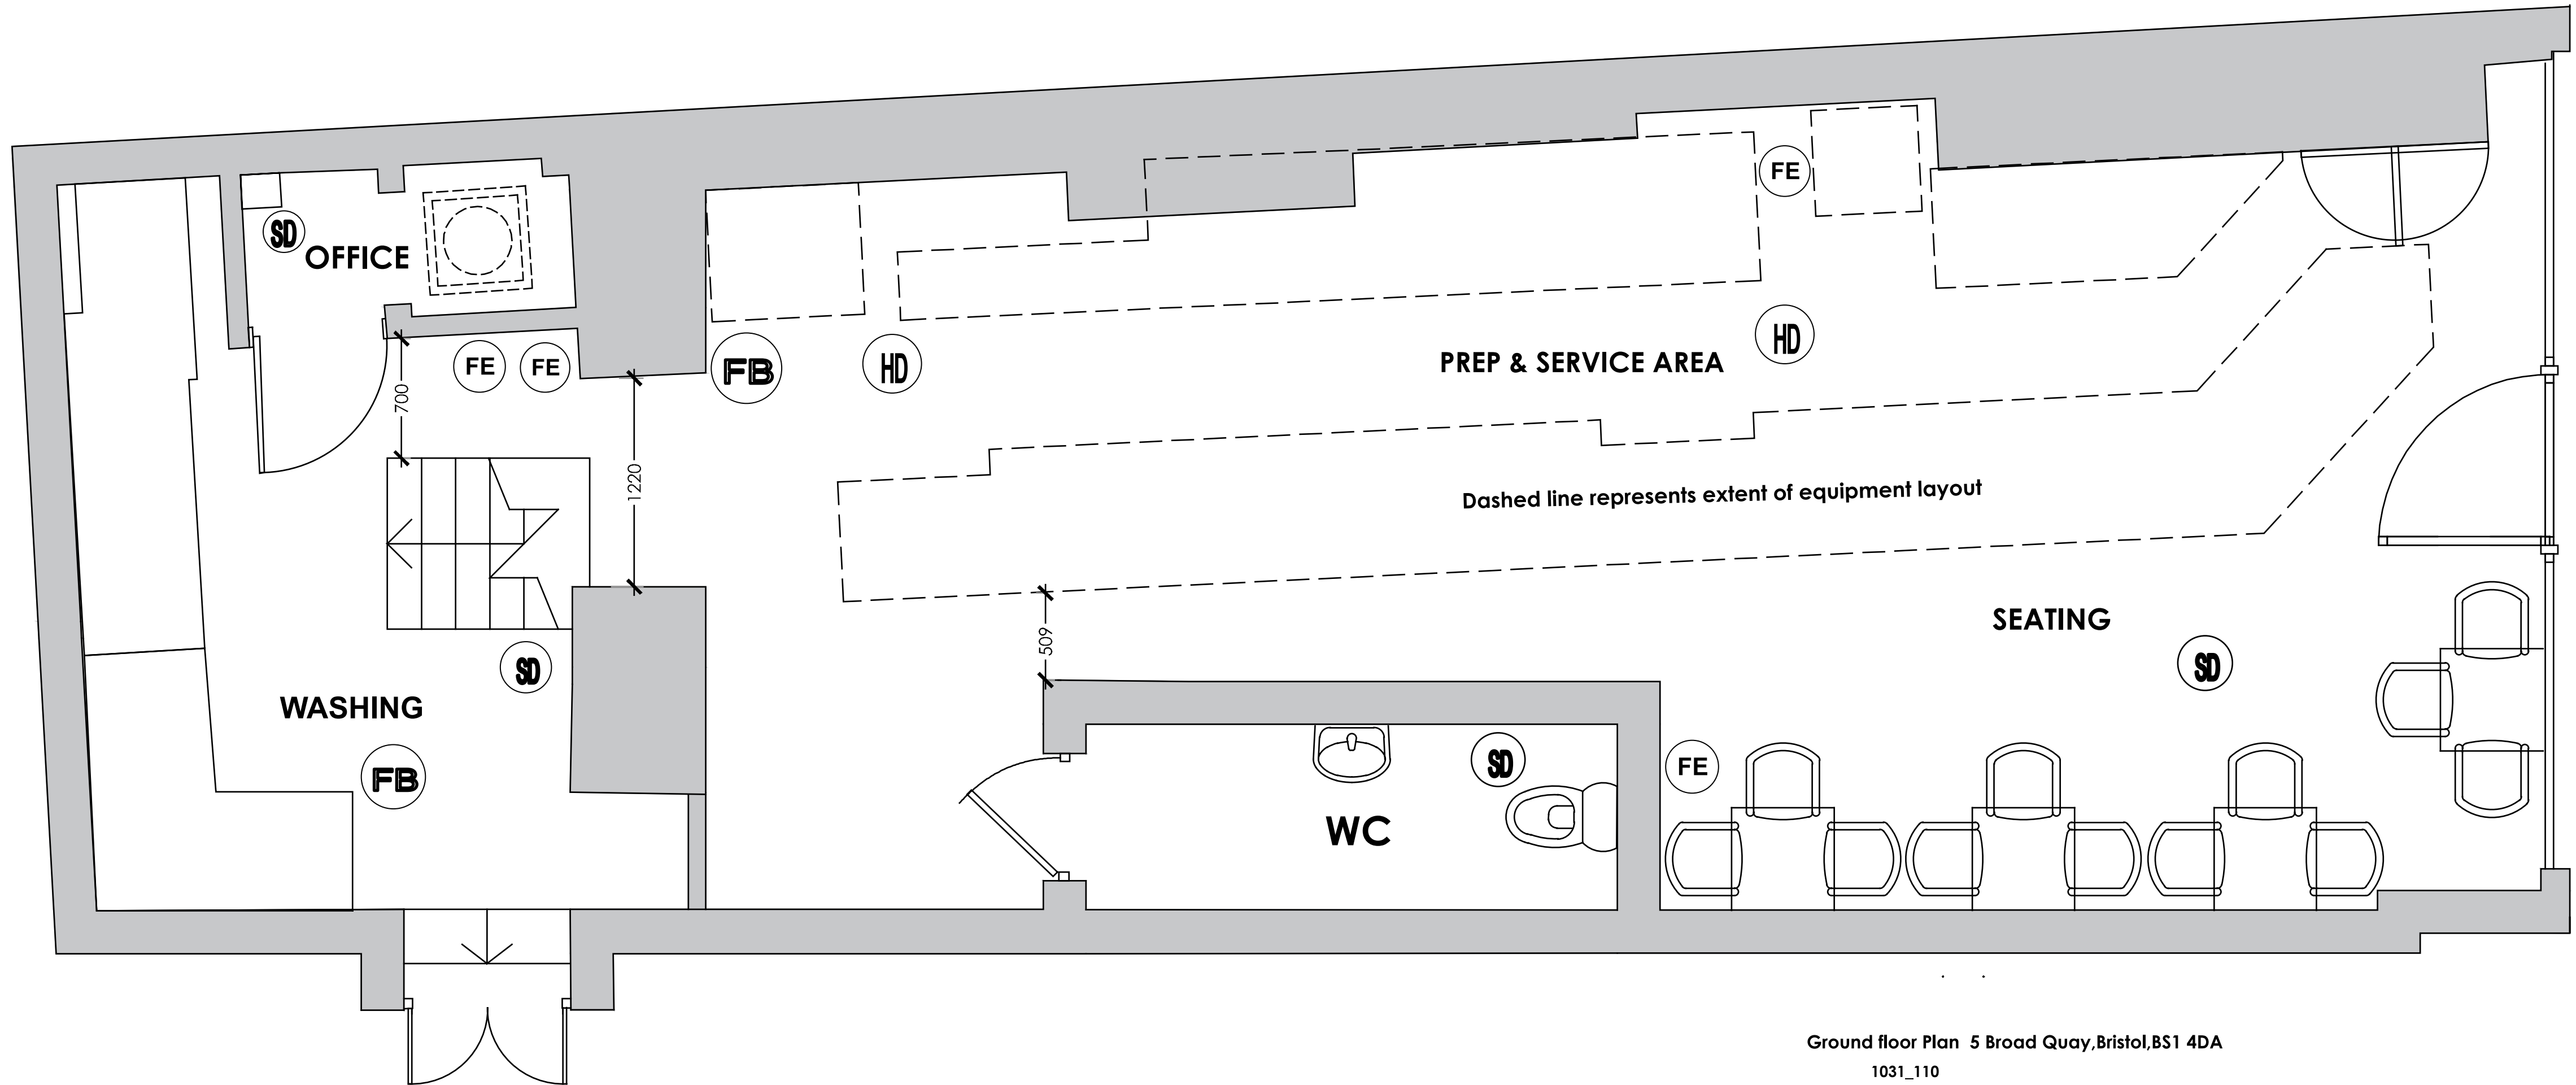 FE
SD
OFFICE
HD
FE
FE
FB
HD
PREP & SERVICE AREA
700
1220
Dashed line represents extent of equipment layout
509
SEATING
SD
SD
WASHING
SD
FE
FB
WC
Ground floor Plan 5 Broad Quay,Bristol,BS1 4DA
1031_110